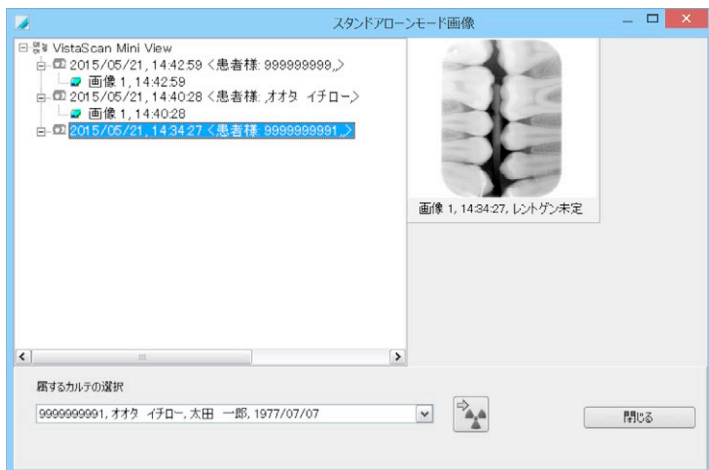 スタンドアローンモード画像
VistaScan Mini View
2015/05/21, 14:42:59 <患者様: 999999999,,>
画像 1, 14:42:59
2015/05/21, 14:40:28 <患者様: ,オオタ イチロー,>
画像 1, 14:40:28
2015/05/21, 14:34:27 <患者様: 9999999991,,>
画像 1, 14:34:27, レントゲン未定
属するカルテの選択
9999999991, オオタ イチロー, 太田 一郎, 1977/07/07
閉じる